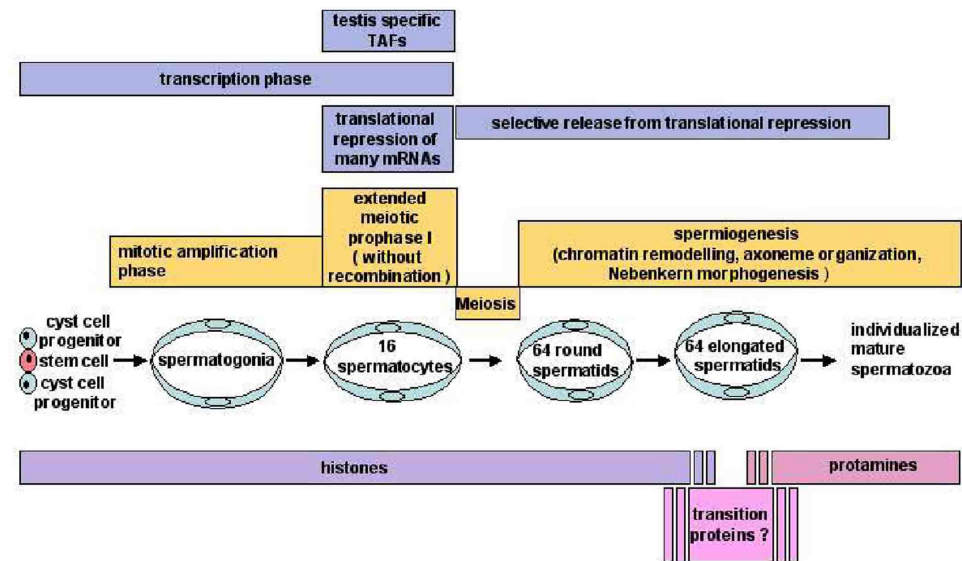 testis specific
TAFs
transcription phase
translational
repression of
many mRNAs
selective release from translational repression
extended
meiotic
prophase I
( without
recombination )
mitotic amplification
phase
spermiogenesis
(chromatin remodelling, axoneme organization,
Nebenkern morphogenesis )
Meiosis
cyst cell
progenitor
stem cell
cyst cell
progenitor
spermatogonia
16
spermatocytes
64 round
spermatids
64 elongated
spermatids
individualized
mature
spermatozoa
histones
protamines
transition
proteins ?